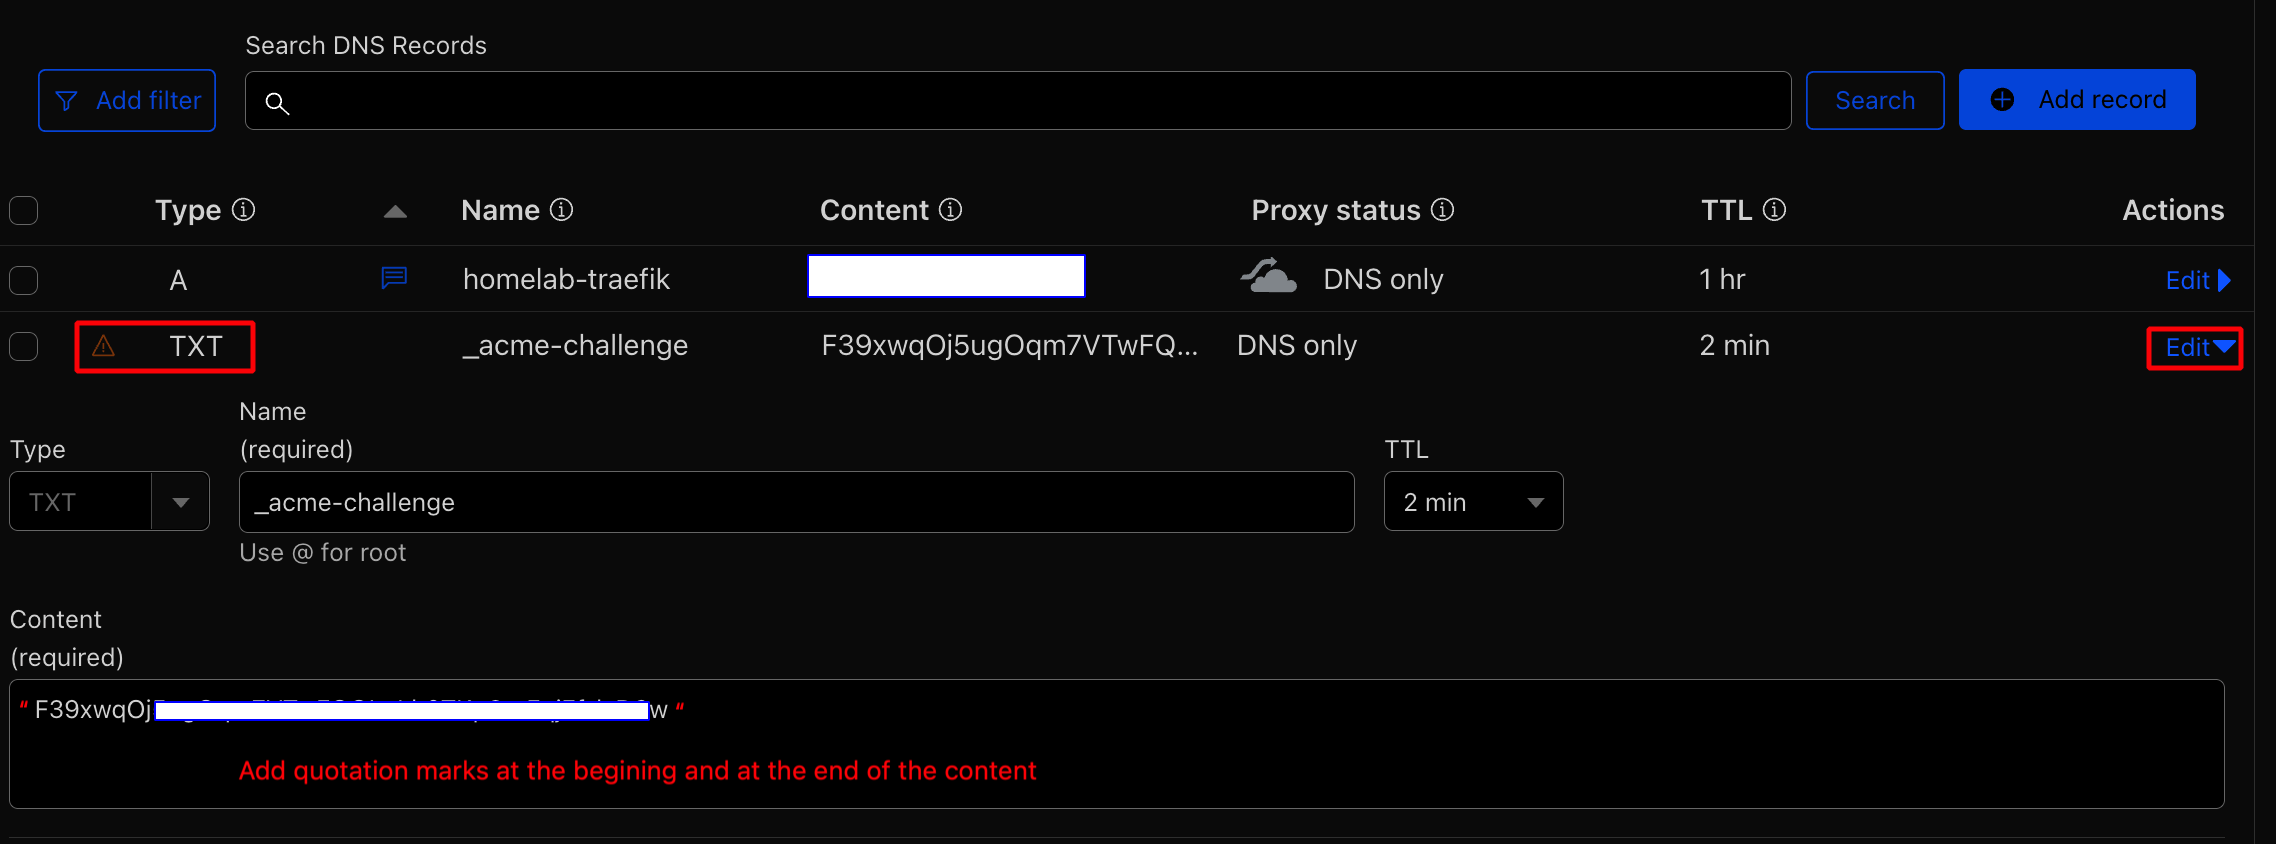 Search DNS Records
Add filter
Search
Add record
Type Name Content Proxy status TTL Actions
A homelab-traefik DNS only 1 hr Edit
TXT _acme-challenge F39xwqOj5ugOqm7VTwFQ... DNS only 2 min Edit
Name
Type (required) TTL
TXT _acme-challenge 2 min
Use @ for root
Content
(required)
“ F39xwqOj w “
Add quotation marks at the begining and at the end of the content